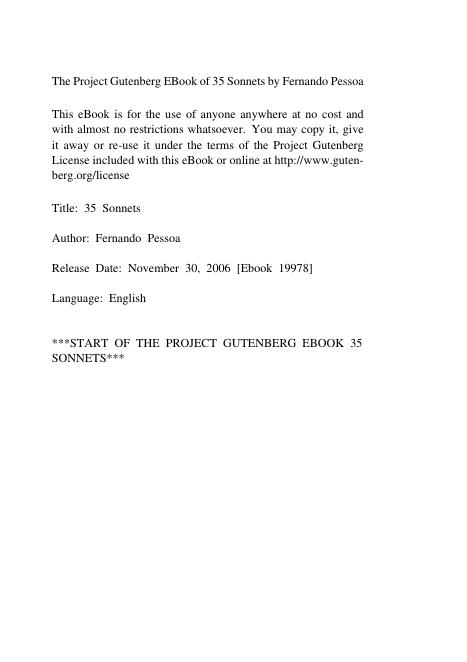 The Project Gutenberg EBook of 35 Sonnets by Fernando Pessoa
This eBook is for the use of anyone anywhere at no cost and
with almost no restrictions whatsoever. You may copy it, give
it away or re-use it under the terms of the Project Gutenberg
License included with this eBook or online at http://www.guten-
berg.org/license
Title: 35 Sonnets
Author: Fernando Pessoa
Release Date: November 30, 2006 [Ebook 19978]
Language: English
***START OF THE PROJECT GUTENBERG EBOOK 35
SONNETS***